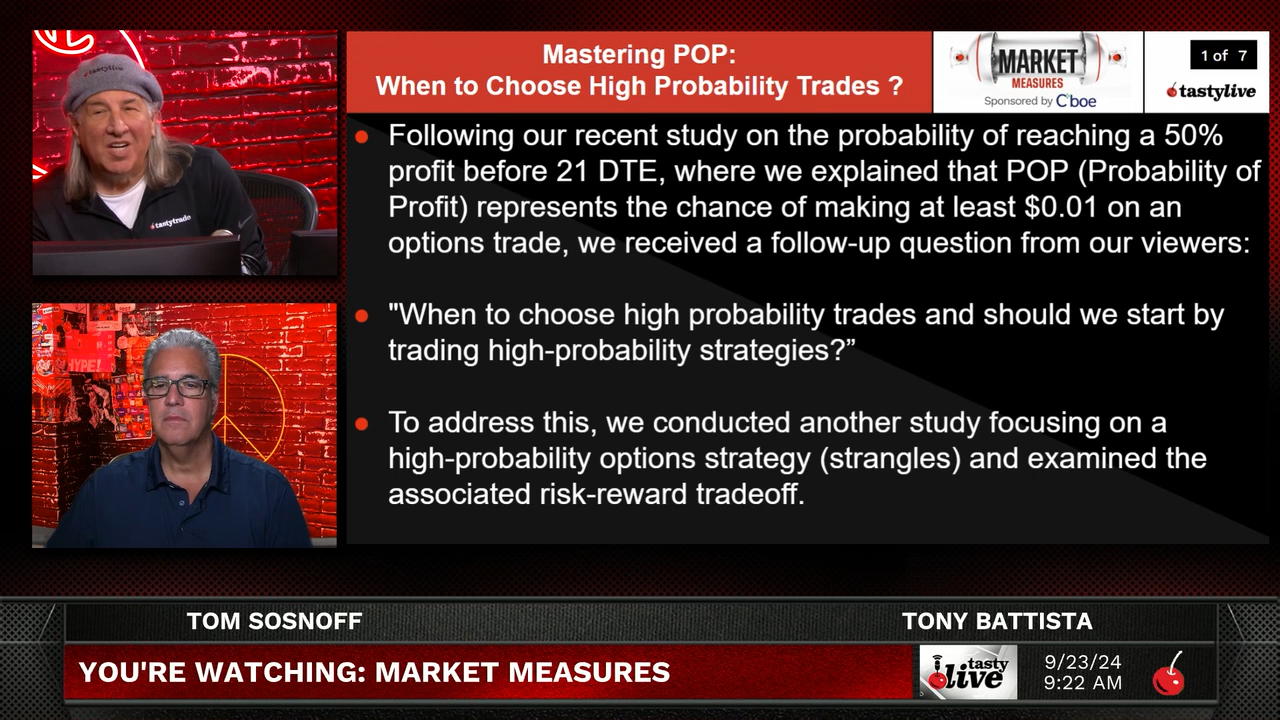 Mastering POP:
When to Choose High Probability Trades ?
MARKET
MEASURES
Sponsored by Cboe
1 of 7
tastylive
• Following our recent study on the probability of reaching a 50%
profit before 21 DTE, where we explained that POP (Probability of
Profit) represents the chance of making at least $0.01 on an
options trade, we received a follow-up question from our viewers:
• "When to choose high probability trades and should we start by
trading high-probability strategies?”
• To address this, we conducted another study focusing on a
high-probability options strategy (strangles) and examined the
associated risk-reward tradeoff.
tastylive
tastytrade
HYPE!
TOM SOSNOFF
TONY BATTISTA
YOU'RE WATCHING: MARKET MEASURES
tasty
live
9/23/24
9:22 AM